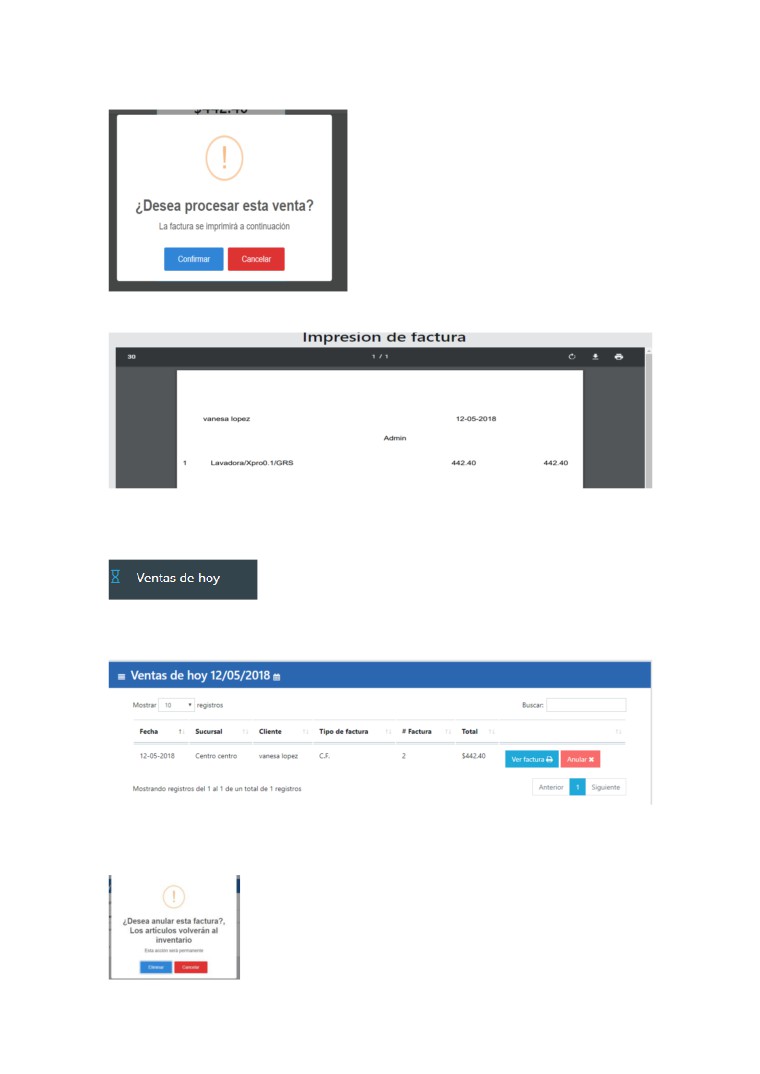 $442.40
!
¿Desea procesar esta venta?
La factura se imprimirá a continuación
Confirmar Cancelar
Impresion de factura
30 1 / 1
vanesa lopez 12-05-2018
Admin
1 Lavadora/Xpro0.1/GRS 442.40 442.40
Ventas de hoy
Ventas de hoy 12/05/2018
Mostrar 10 registros Buscar:
Fecha Sucursal Cliente Tipo de factura # Factura Total
12-05-2018 Centro centro vanesa lopez C.F. 2 $442.40 Ver factura Anular
Mostrando registros del 1 al 1 de un total de 1 registros
Anterior 1 Siguiente
!
¿Desea anular esta factura?,
Los artículos volverán al
inventario
Esta acción será permanente
Eliminar Cancelar